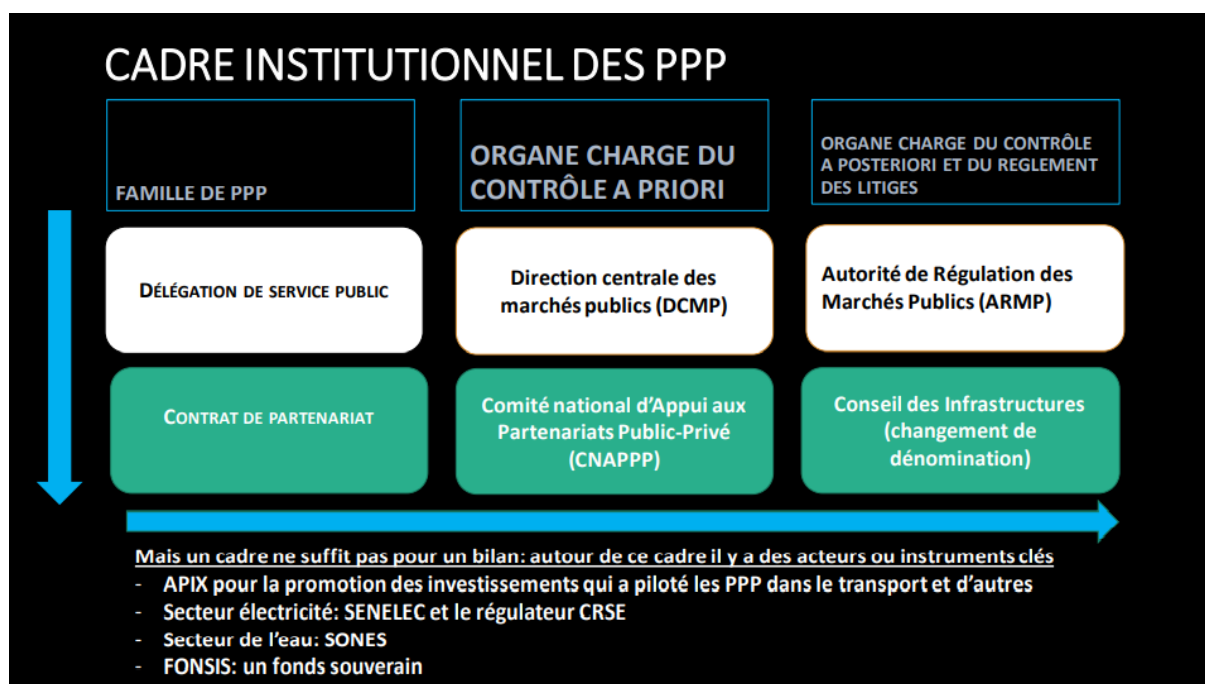 CADRE INSTITUTIONNEL DES PPP
FAMILLE DE PPP
ORGANE CHARGE DU
CONTRÔLE A PRIORI
ORGANE CHARGE DU CONTRÔLE
A POSTERIORI ET DU REGLEMENT
DES LITIGES
DÉLÉGATION DE SERVICE PUBLIC
Direction centrale des
marchés publics (DCMP)
Autorité de Régulation des
Marchés Publics (ARMP)
CONTRAT DE PARTENARIAT
Comité national d'Appui aux
Partenariats Public-Privé
(CNAPPP)
Conseil des Infrastructures
(changement de
dénomination)
Mais un cadre ne suffit pas pour un bilan: autour de ce cadre il y a des acteurs ou instruments clés
- APIX pour la promotion des investissements qui a piloté les PPP dans le transport et d'autres
- Secteur électricité: SENELEC et le régulateur CRSE
- Secteur de l'eau: SONES
- FONSIS: un fonds souverain